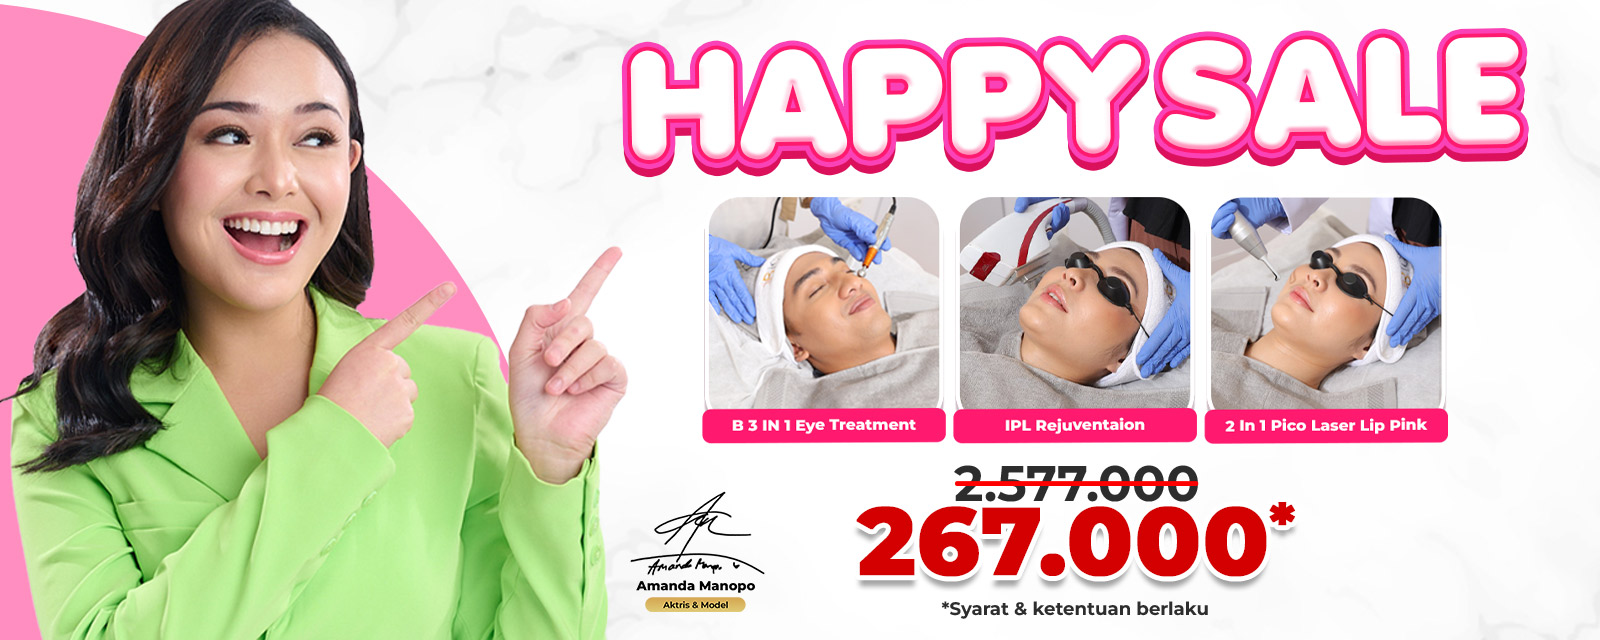 HAPPY SALE
B 3 IN 1 Eye Treatment
IPL Rejuventaion
2 In 1 Pico Laser Lip Pink
2.577.000
267.000*
*Syarat & ketentuan berlaku
Amanda Manopo
Amanda Manopo
Aktris & Model